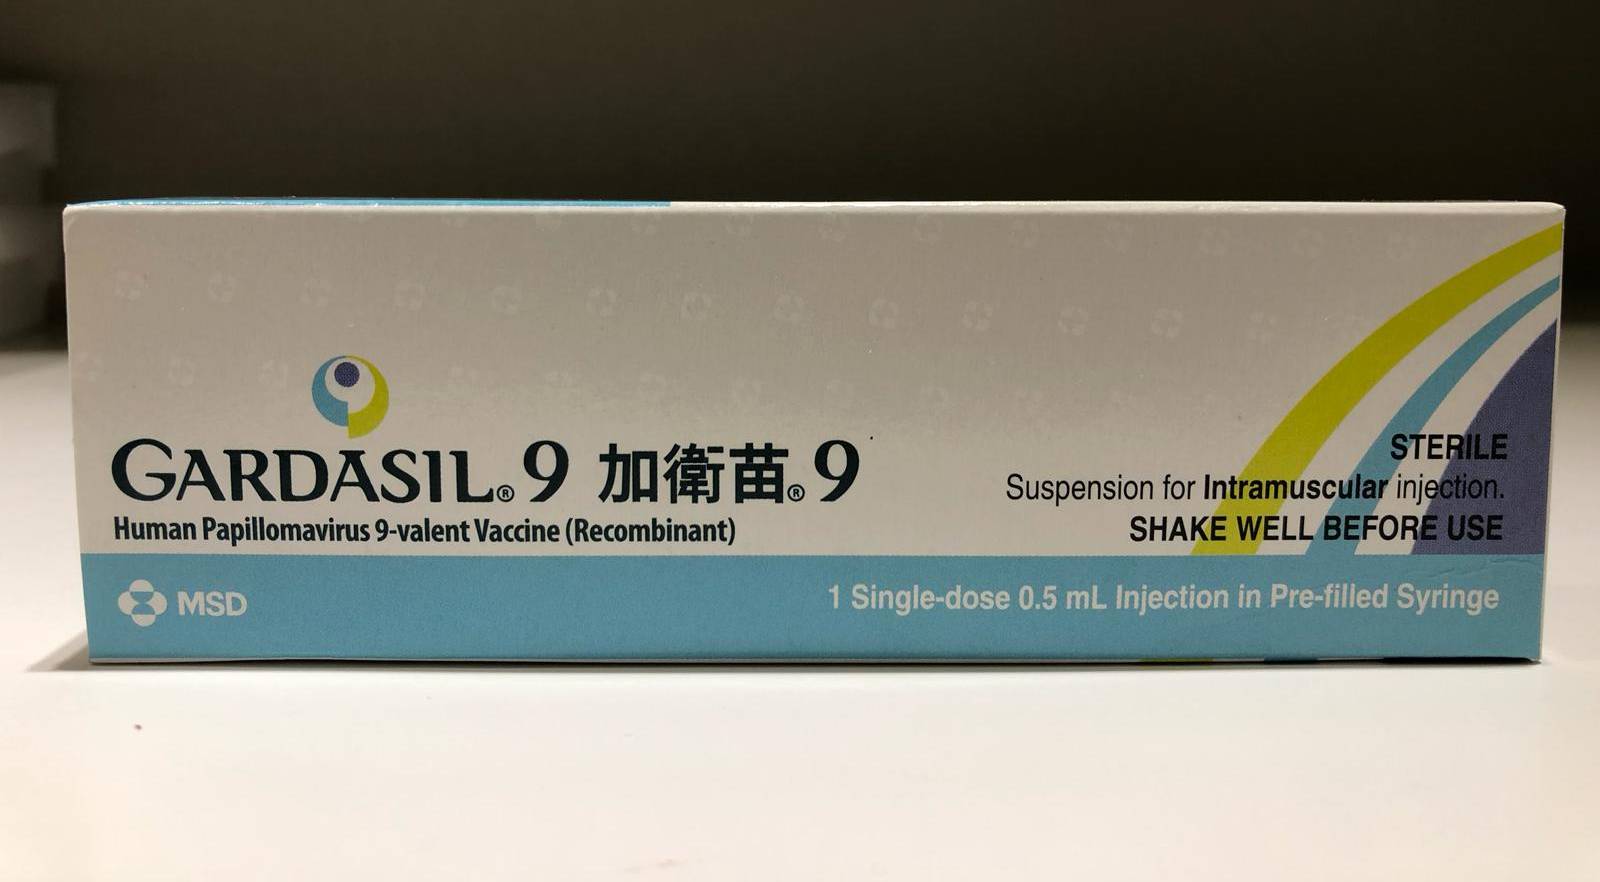 GARDASIL®9 加衛苗®9
Human Papillomavirus 9-valent Vaccine (Recombinant)
STERILE
Suspension for Intramuscular injection.
SHAKE WELL BEFORE USE
MSD
1 Single-dose 0.5 mL Injection in Pre-filled Syringe